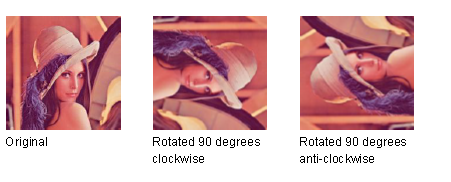 Original
Rotated 90 degrees
clockwise
Rotated 90 degrees
anti-clockwise